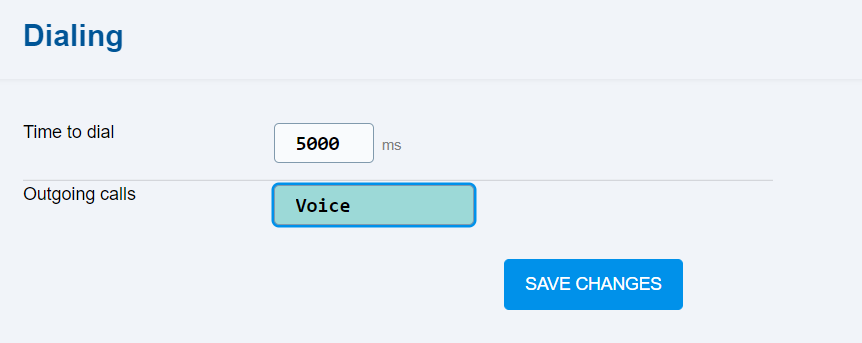 Dialing
Time to dial 5000 ms
Outgoing calls Voice
SAVE CHANGES